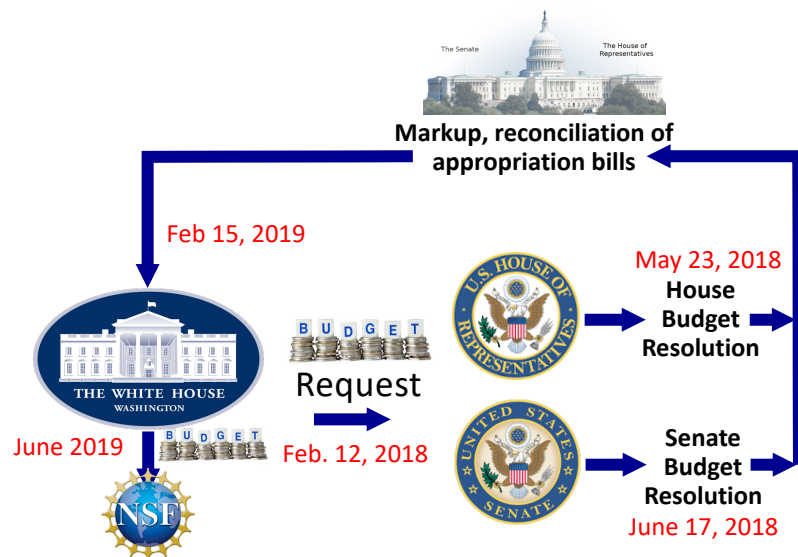 The Senate
The House of
Representatives
Markup, reconciliation of
appropriation bills
Feb 15, 2019
May 23, 2018
House
Budget
Resolution
U.S. HOUSE OF
REPRESENTATIVES
BUDGET
Request
Feb. 12, 2018
THE WHITE HOUSE
WASHINGTON
June 2019
BUDGET
NSF
UNITED STATES
SENATE
Senate
Budget
Resolution
June 17, 2018